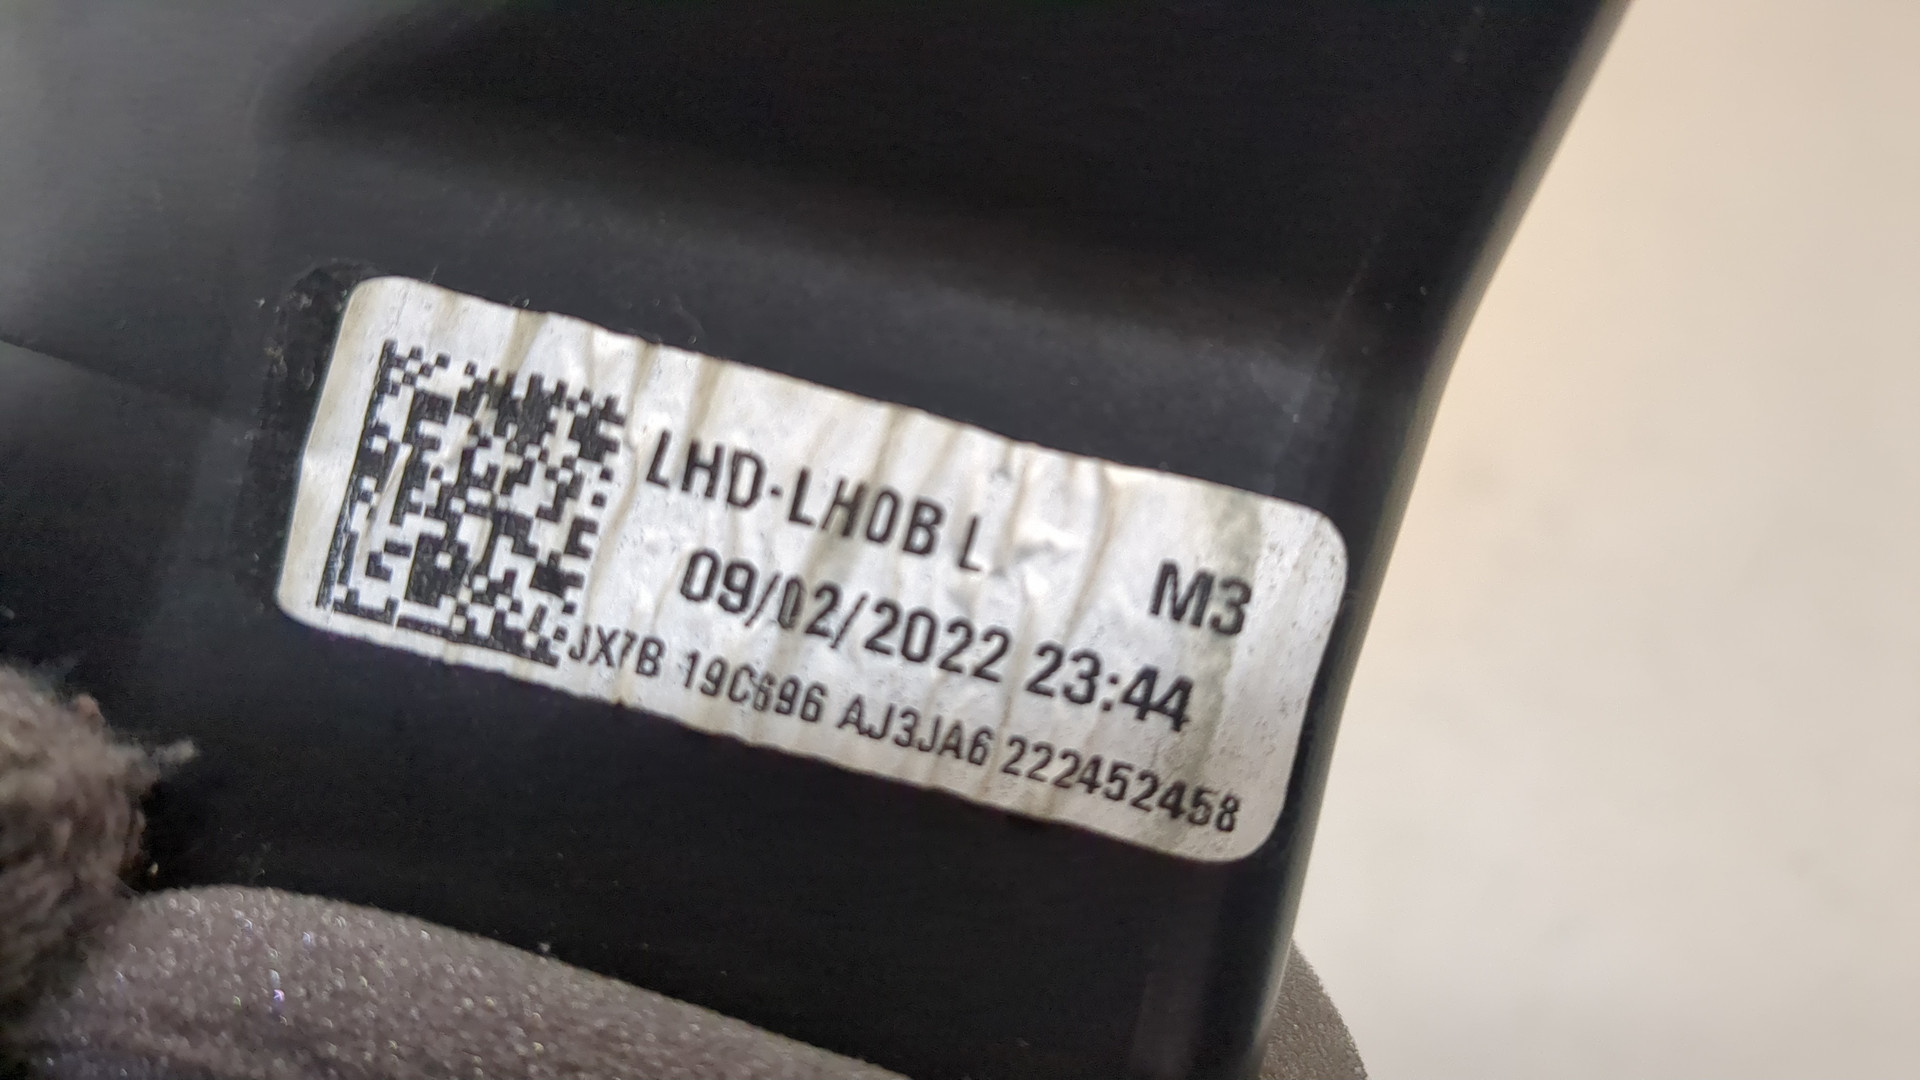 LHD-LH0B L
M3
09/02/2022 23:44
JX7B 19C696 AJ3JA6 222452458